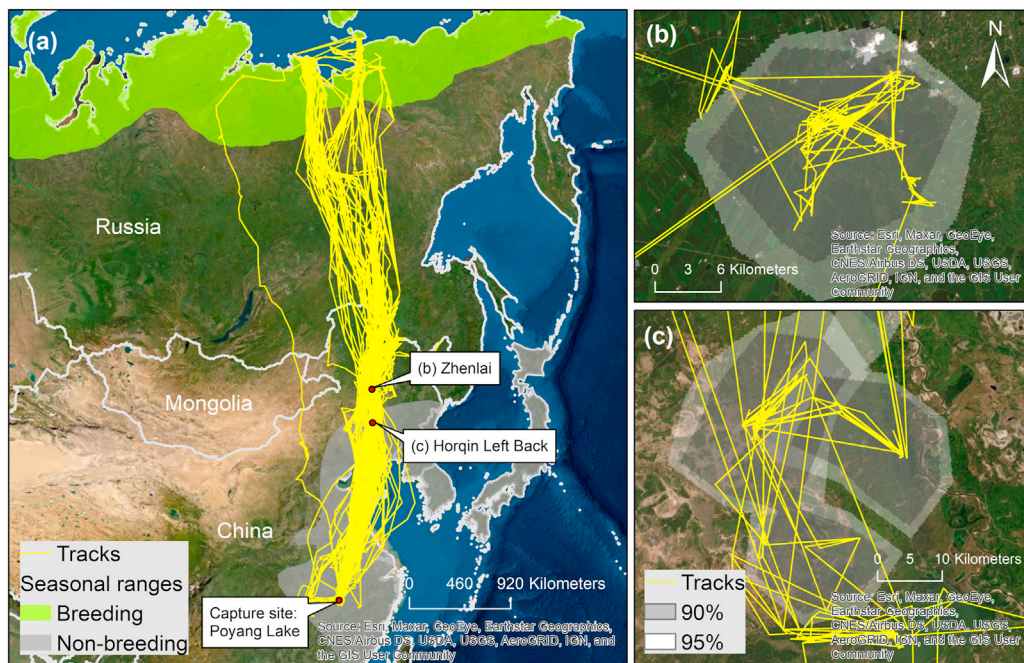 (a)
Russia
Mongolia
China
(b) Zhenlai
(c) Horqin Left Back
Tracks
Seasonal ranges
Breeding
Non-breeding
Capture site:
Poyang Lake
0 460 920 Kilometers
Source: Esri, Maxar, GeoEye, Earthstar Geographics,
CNES/Airbus DS, USDA, USGS, AeroGRID, IGN, and
the GIS User Community
(b)
N
0 3 6 Kilometers
Source: Esri, Maxar, GeoEye,
Earthstar Geographics,
CNES/Airbus DS, USDA, USGS,
AeroGRID, IGN, and the GIS User
Community
(c)
Tracks
90%
95%
0 5 10 Kilometers
Source: Esri, Maxar, GeoEye,
Earthstar Geographics,
CNES/Airbus DS, USDA, USGS,
AeroGRID, IGN, and the GIS User
Community